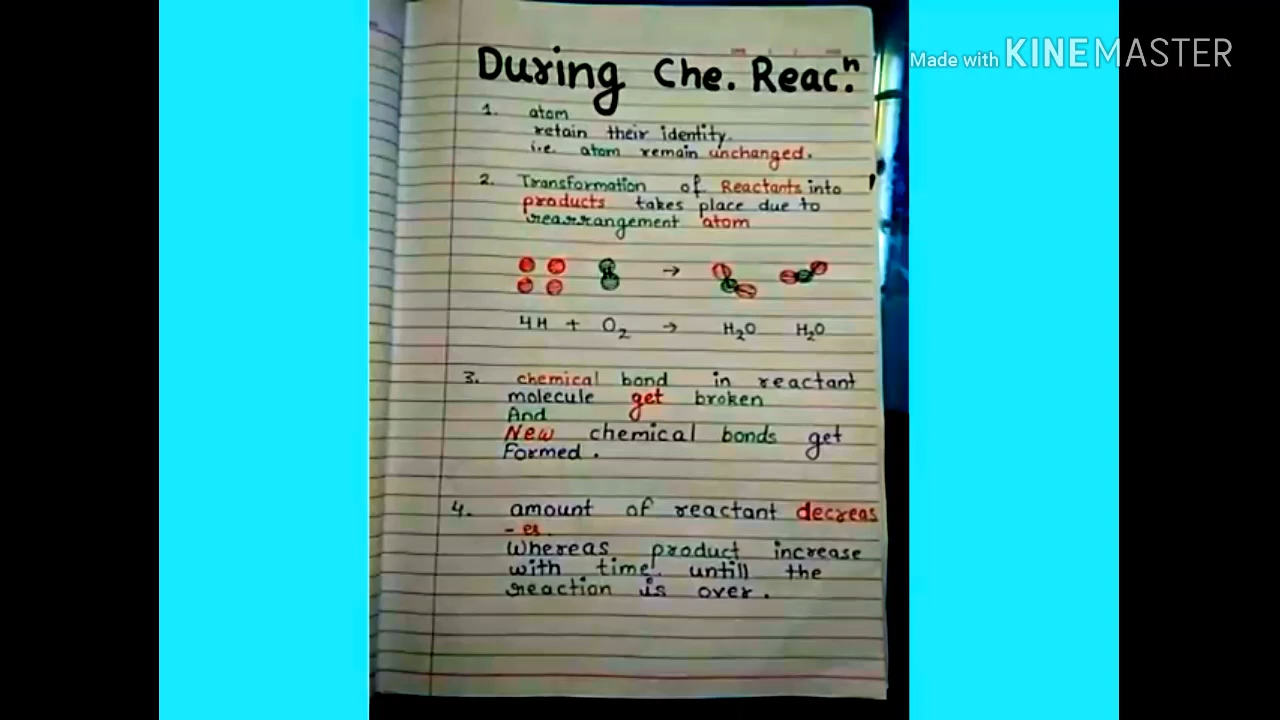 Made with KINEMASTER
During Che. Reac.ⁿ
1. atom
retain their identity.
i.e. atom remain unchanged.
2. Transformation of Reactants into
products takes place due to
rearrangement atom
4H + O₂ → H₂O H₂O
3. chemical bond in reactant
molecule get broken
And
New chemical bonds get
Formed.
4. amount of reactant decreas
- es.
whereas product increase
with time. untill the
reaction is over.